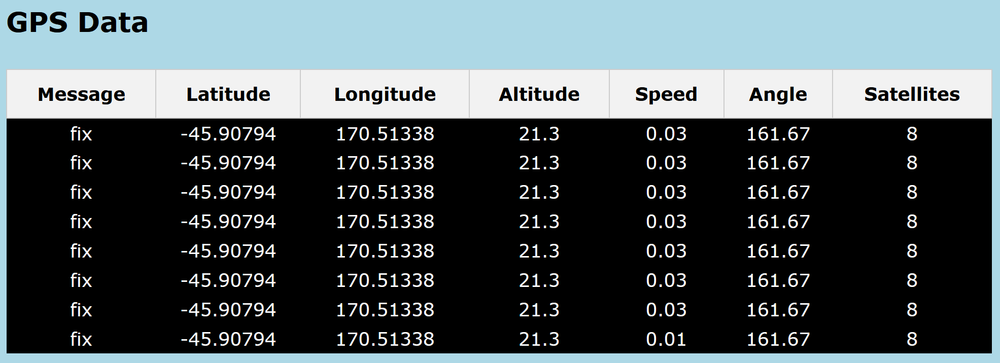 GPS Data
Message Latitude Longitude Altitude Speed Angle Satellites
fix -45.90794 170.51338 21.3 0.03 161.67 8
fix -45.90794 170.51338 21.3 0.03 161.67 8
fix -45.90794 170.51338 21.3 0.03 161.67 8
fix -45.90794 170.51338 21.3 0.03 161.67 8
fix -45.90794 170.51338 21.3 0.03 161.67 8
fix -45.90794 170.51338 21.3 0.03 161.67 8
fix -45.90794 170.51338 21.3 0.03 161.67 8
fix -45.90794 170.51338 21.3 0.01 161.67 8